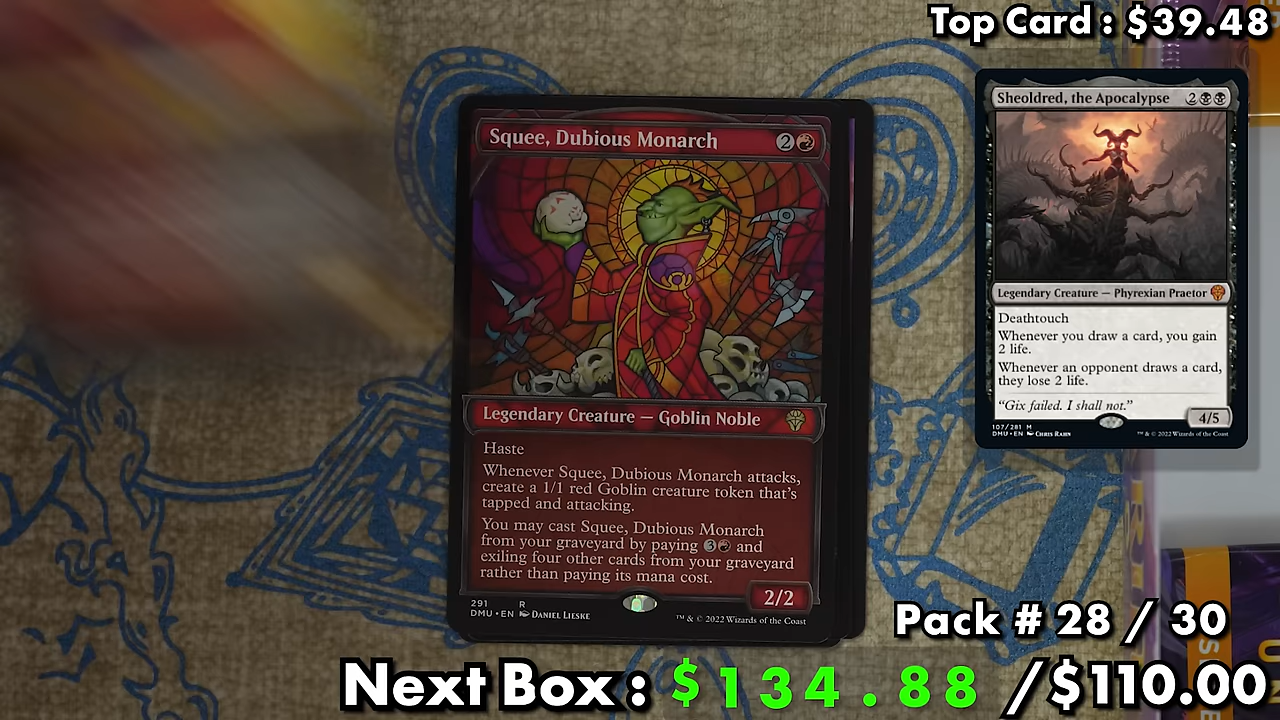 Top Card : $39.48
Sheoldred, the Apocalypse 2
Legendary Creature — Phyrexian Praetor
Deathtouch
Whenever you draw a card, you gain
2 life.
Whenever an opponent draws a card,
they lose 2 life.
“Gix failed. I shall not.”
4/5
107/281 M
DMU • EN CHRIS RAHN
™ & © 2022 Wizards of the Coast
Squee, Dubious Monarch 2
Legendary Creature — Goblin Noble
Haste
Whenever Squee, Dubious Monarch attacks,
create a 1/1 red Goblin creature token that's
tapped and attacking.
You may cast Squee, Dubious Monarch
from your graveyard by paying 3 and
exiling four other cards from your graveyard
rather than paying its mana cost.
2/2
291 R
DMU • EN DANIEL LIESKE
™ & © 2022 Wizards of the Coast
Pack # 28 / 30
Next Box : $134.88 /$110.00